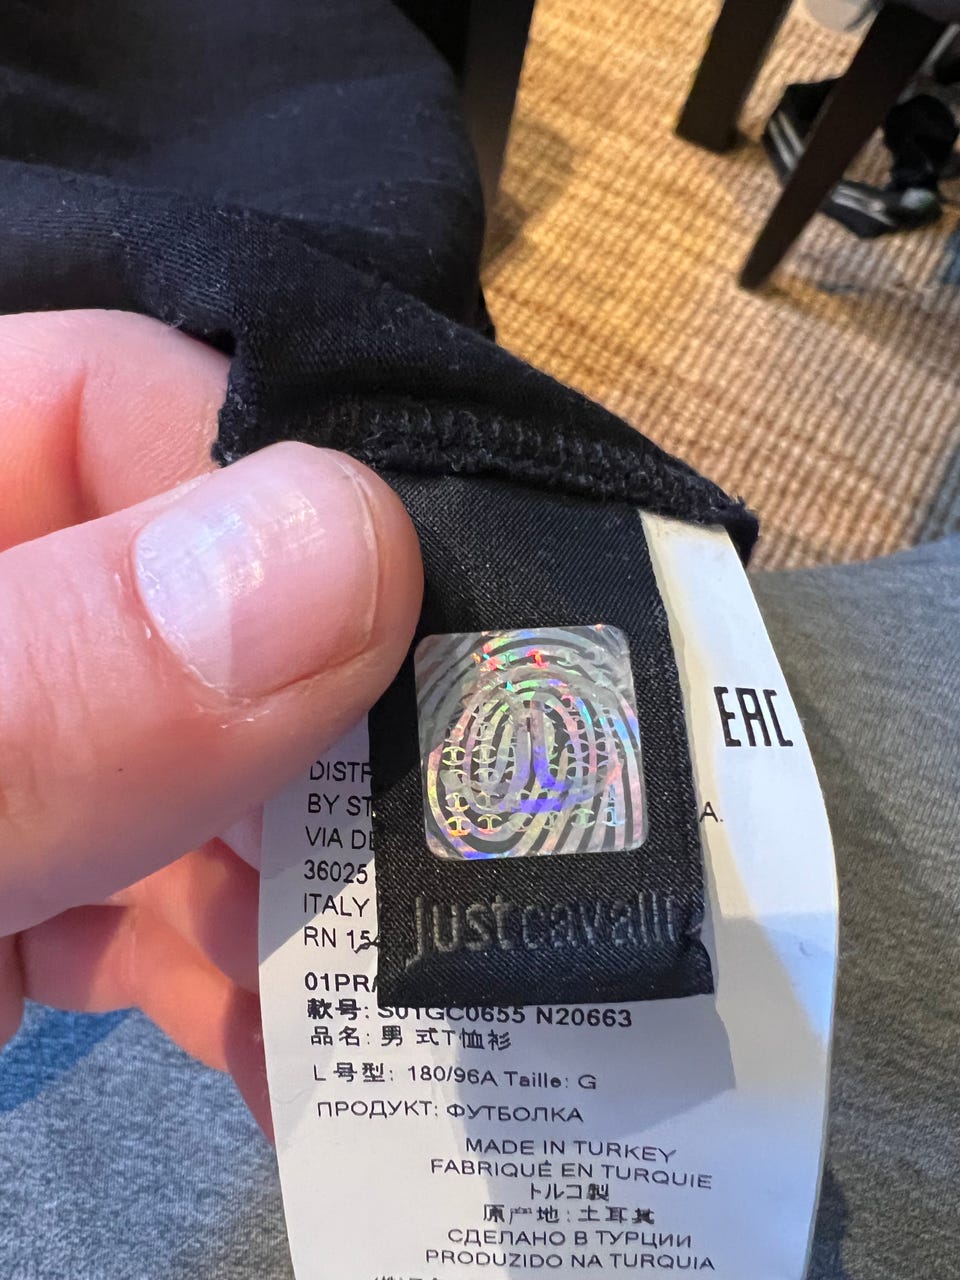 EAC
DISTR
BY ST
VIA DE
A.
36025
ITALY
RN 15
Justcavalli
01PR
款号: S01GC0655 N20663
品名: 男 式T恤衫
L 号型: 180/96A Taille: G
ПРОДУКТ: ФУТБОЛКА
MADE IN TURKEY
FABRIQUÉ EN TURQUIE
トルコ製
原产地: 土耳其
СДЕЛАНО В ТУРЦИИ
PRODUZIDO NA TURQUIA